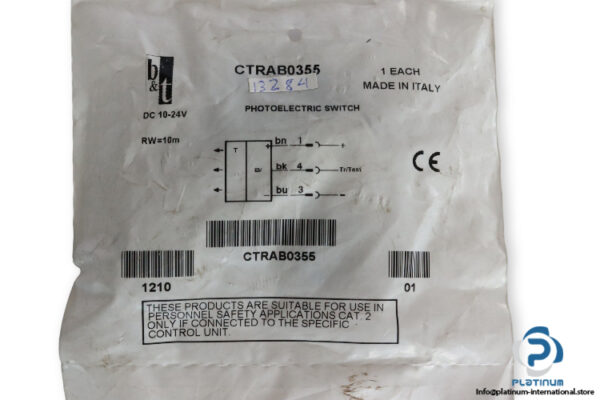 b&t
DC 10-24V
RW=10m
CTRAB0355
13284
PHOTOELECTRIC SWITCH
1 EACH
MADE IN ITALY
T
bn 1 +
bk 4 Tr/Test
bu 3 -
CE
CTRAB0355
1210
01
THESE PRODUCTS ARE SUITABLE FOR USE IN
PERSONNEL SAFETY APPLICATIONS CAT. 2
ONLY IF CONNECTED TO THE SPECIFIC
CONTROL UNIT.
PLATINUM
Info@platinum-international.store